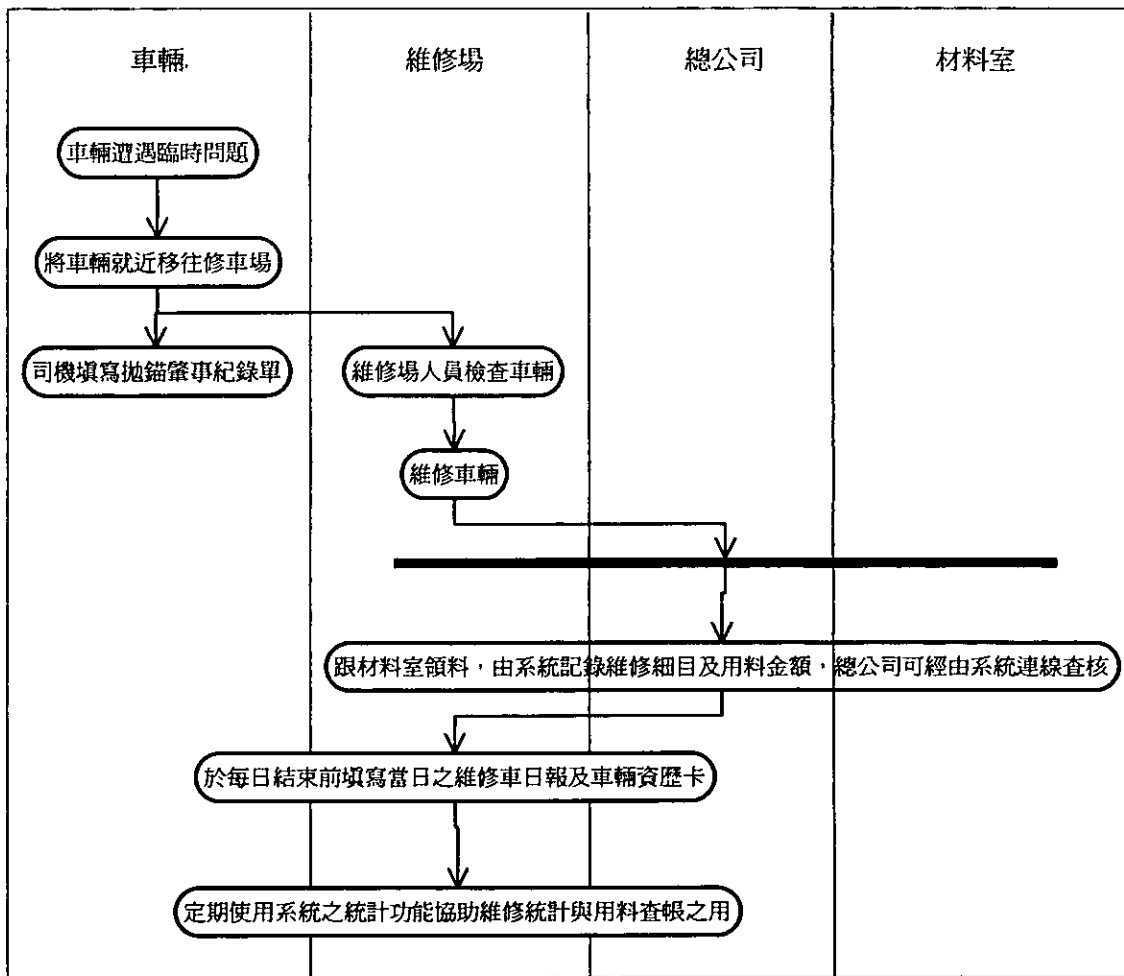 車輛
維修場
總公司
材料室
車輛遭遇臨時問題
將車輛就近移往修車場
司機填寫拋錨肇事紀錄單
維修場人員檢查車輛
維修車輛
跟材料室領料，由系統記錄維修細目及用料金額，總公司可經由系統連線查核
於每日結束前填寫當日之維修車日報及車輛資歷卡
定期使用系統之統計功能協助維修統計與用料查帳之用